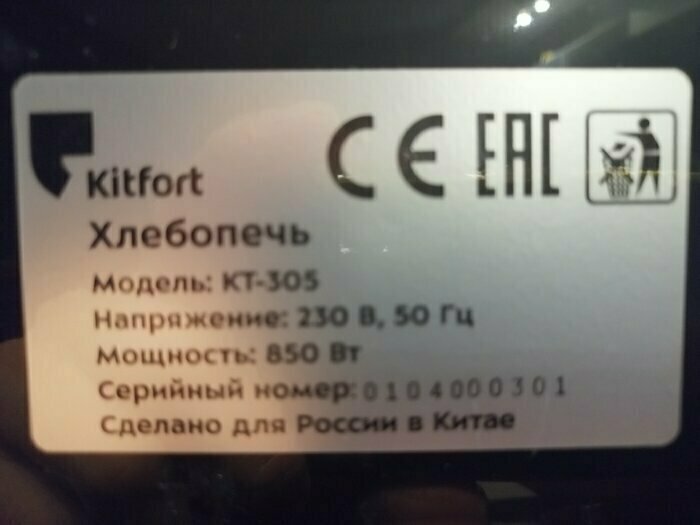 Kitfort
CE EAC
Хлебопечь
Модель: КТ-305
Напряжение: 230 В, 50 Гц
Мощность: 850 Вт
Серийный номер: 0104000301
Сделано для России в Китае